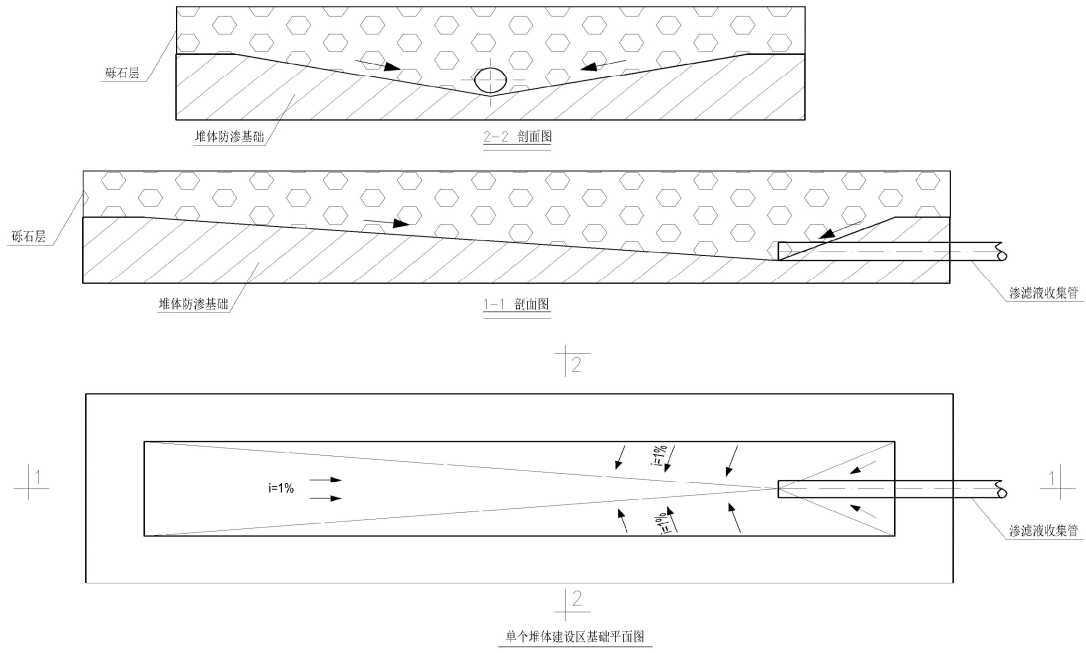 砾石层
堆体防渗基础
2-2 剖面图
砾石层
堆体防渗基础
1-1 剖面图
渗滤液收集管
2
1
i=1%
i=1%
i=1%
1
渗滤液收集管
2
单个堆体建设区基础平面图